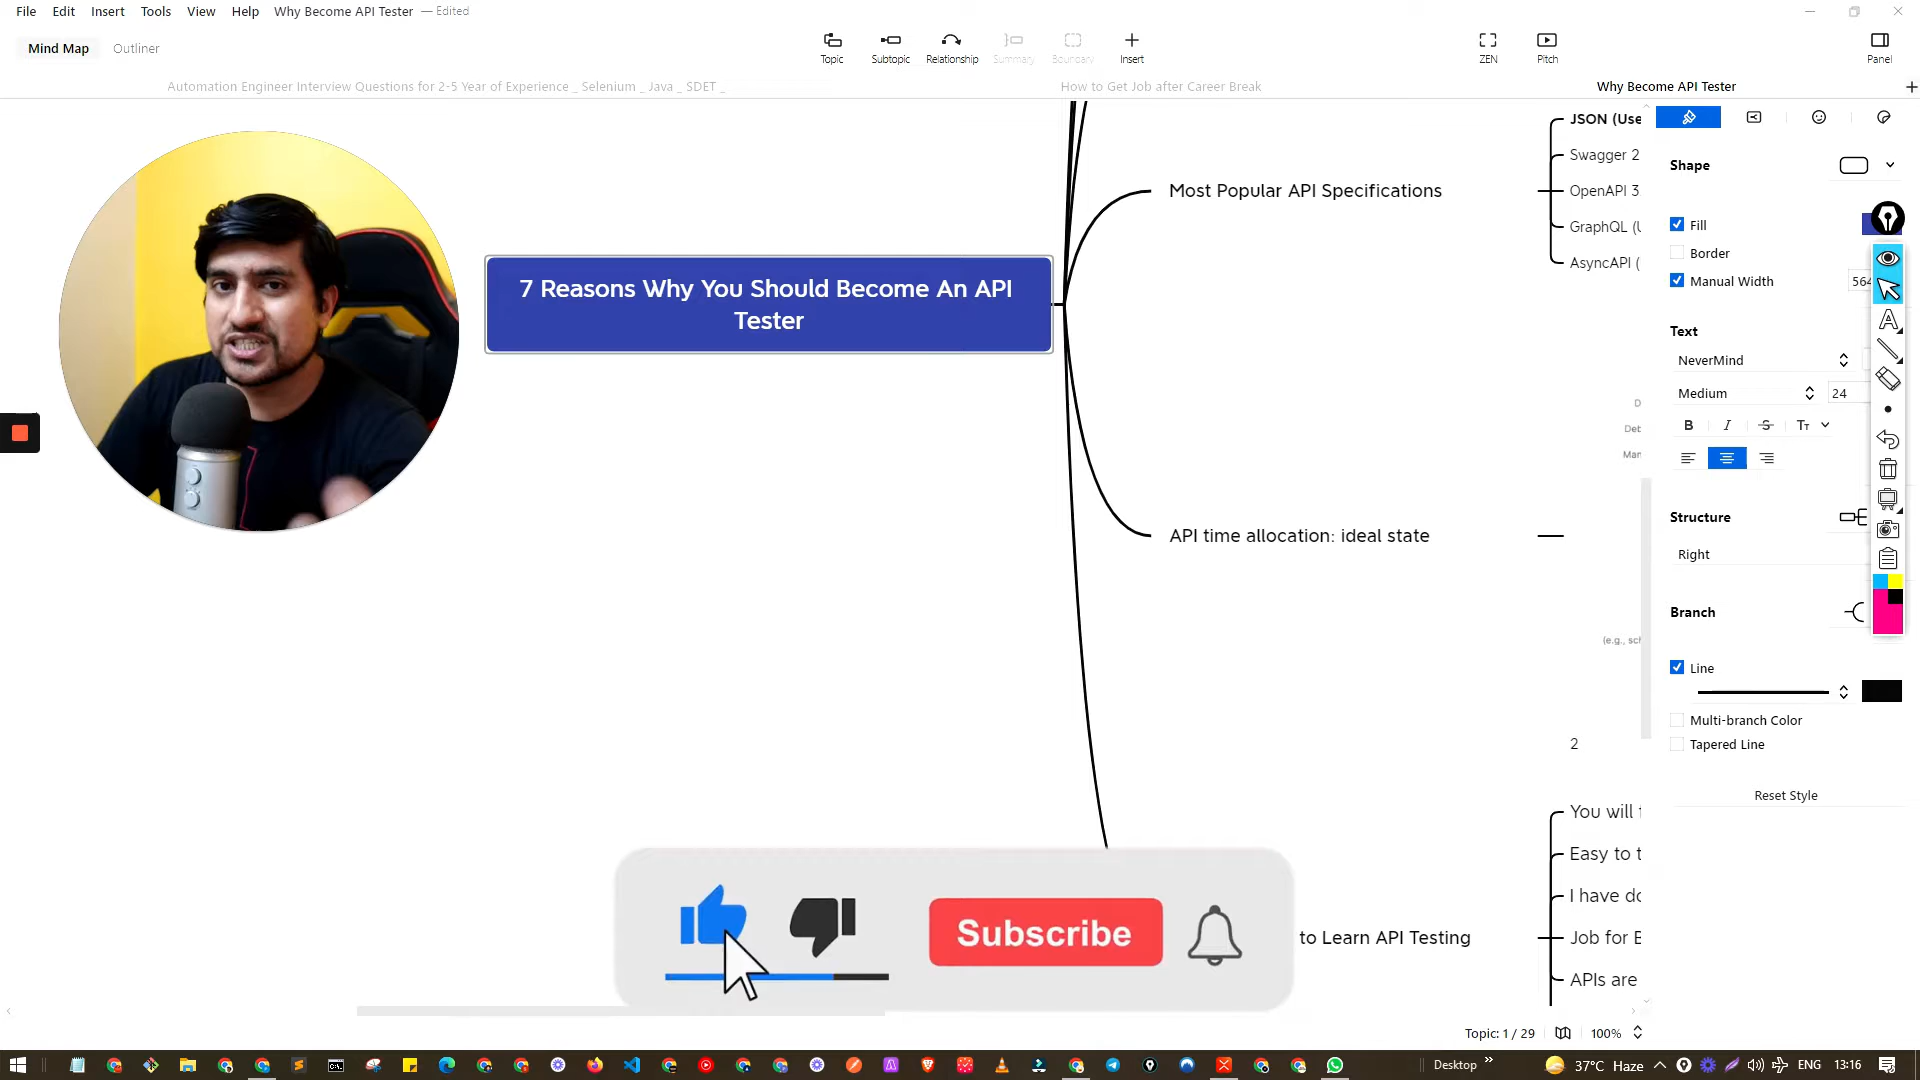 File Edit Insert Tools View Help Why Become API Tester — Edited
Mind Map Outliner
Topic Subtopic Relationship Summary Boundary Insert ZEN Pitch Panel
Automation Engineer Interview Questions for 2-5 Year of Experience _ Selenium _ Java _ SDET _
How to Get Job after Career Break
Why Become API Tester
7 Reasons Why You Should Become An API
Tester
Most Popular API Specifications
JSON (Use
Swagger 2
OpenAPI 3.
GraphQL (U
AsyncAPI (
API time allocation: ideal state
D
Det
Mar
(e.g., sch
2
to Learn API Testing
You will f
Easy to t
I have do
Job for B
APIs are
Shape
Fill
Border
Manual Width 564
Text
NeverMind
Medium 24
B I S Tт
Structure
Right
Branch
Line
Multi-branch Color
Tapered Line
Reset Style
A
Subscribe
Topic: 1 / 29 100%
Desktop 37°C Haze ENG 13:16